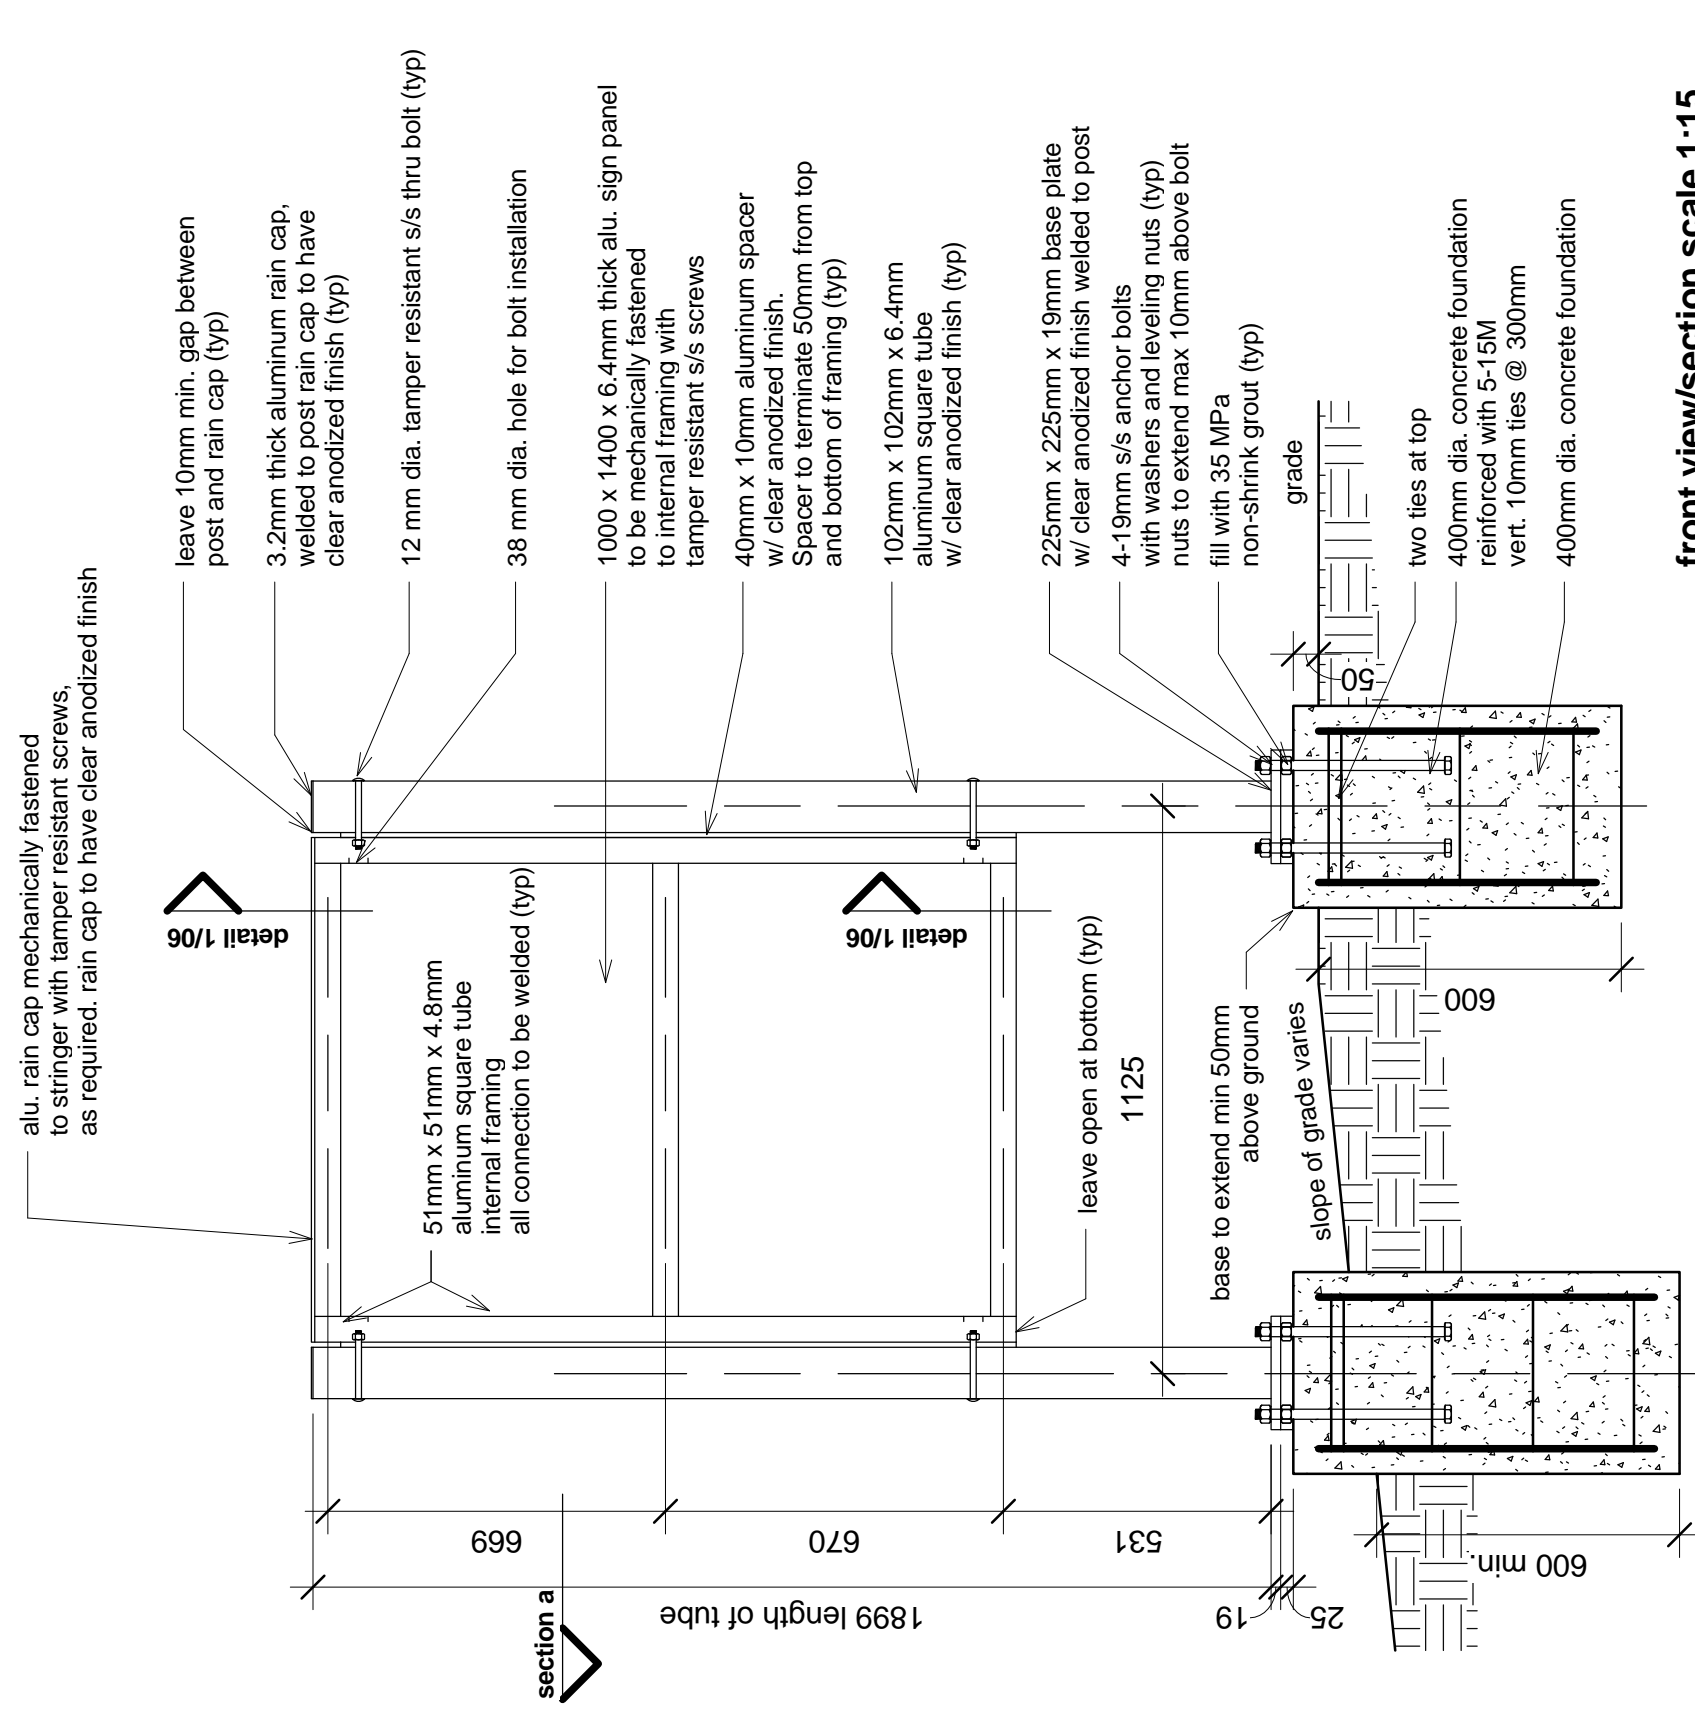 alu. rain cap mechanically fastened
to stringer with tamper resistant screws,
as required. rain cap to have clear anodized finish
leave 10mm min. gap between
post and rain cap (typ)
3.2mm thick aluminum rain cap,
welded to post rain cap to have
clear anodized finish (typ)
12 mm dia. tamper resistant s/s thru bolt (typ)
38 mm dia. hole for bolt installation
1000 x 1400 x 6.4mm thick alu. sign panel
to be mechanically fastened
to internal framing with
tamper resistant s/s screws
40mm x 10mm aluminum spacer
w/ clear anodized finish.
Spacer to terminate 50mm from top
and bottom of framing (typ)
102mm x 102mm x 6.4mm
aluminum square tube
w/ clear anodized finish (typ)
225mm x 225mm x 19mm base plate
w/ clear anodized finish welded to post
4-19mm s/s anchor bolts
with washers and leveling nuts (typ)
nuts to extend max 10mm above bolt
fill with 35 MPa
non-shrink grout (typ)
grade
50
two ties at top
400mm dia. concrete foundation
reinforced with 5-15M
vert. 10mm ties @ 300mm
400mm dia. concrete foundation
detail 1/06
detail 1/06
51mm x 51mm x 4.8mm
aluminum square tube
internal framing
all connection to be welded (typ)
leave open at bottom (typ)
1125
base to extend min 50mm
above ground
slope of grade varies
600
669
670
531
1899 length of tube
19
25
600 min.
section a
front view/section scale 1:15